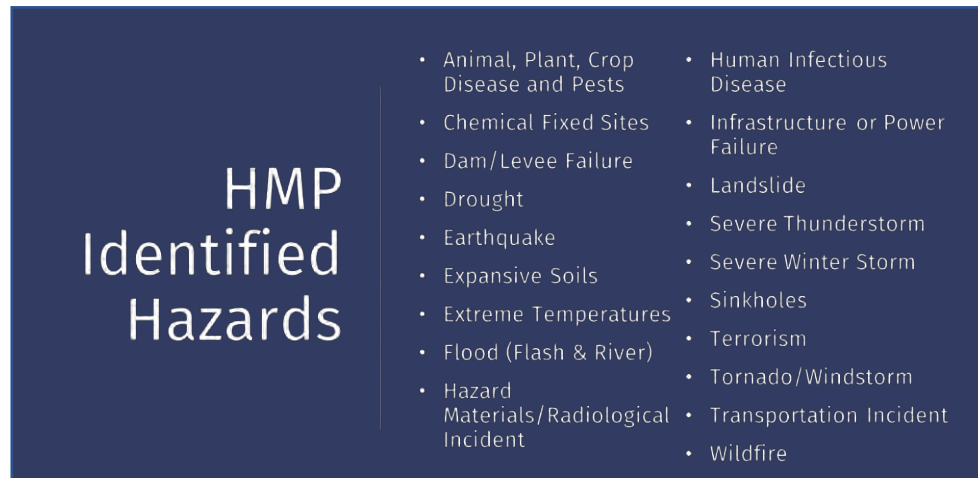 HMP
Identified
Hazards
• Animal, Plant, Crop
Disease and Pests
• Chemical Fixed Sites
• Dam/Levee Failure
• Drought
• Earthquake
• Expansive Soils
• Extreme Temperatures
• Flood (Flash & River)
• Hazard
Materials/Radiological
Incident
• Human Infectious
Disease
• Infrastructure or Power
Failure
• Landslide
• Severe Thunderstorm
• Severe Winter Storm
• Sinkholes
• Terrorism
• Tornado/Windstorm
• Transportation Incident
• Wildfire